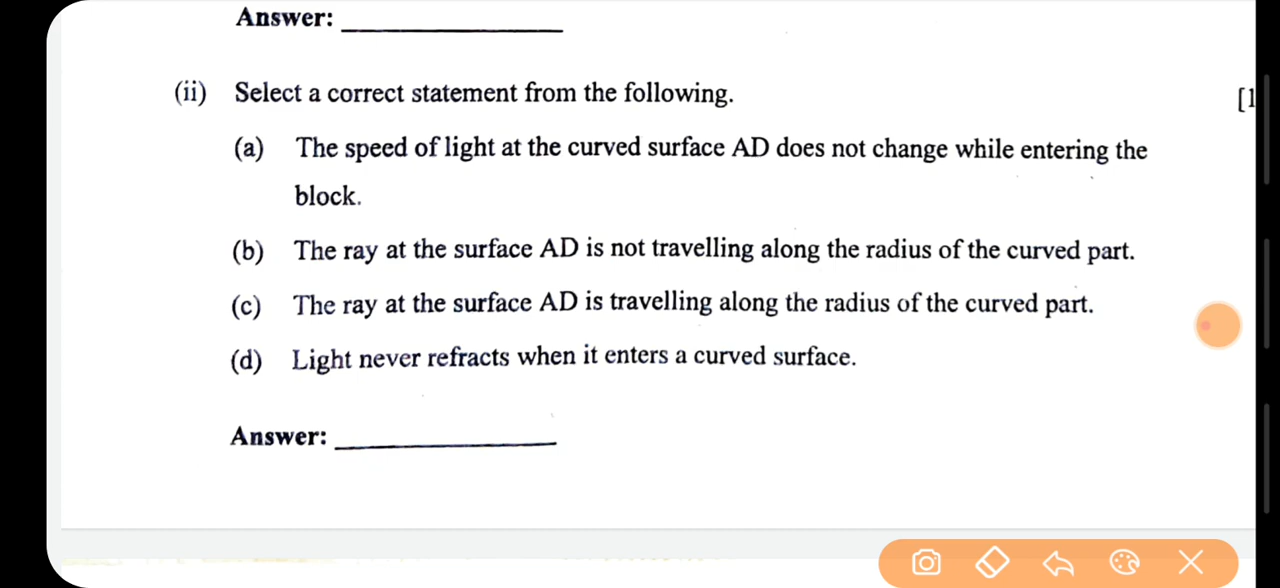 Answer: ____________
(ii) Select a correct statement from the following. [1
(a) The speed of light at the curved surface AD does not change while entering the
block.
(b) The ray at the surface AD is not travelling along the radius of the curved part.
(c) The ray at the surface AD is travelling along the radius of the curved part.
(d) Light never refracts when it enters a curved surface.
Answer: ____________